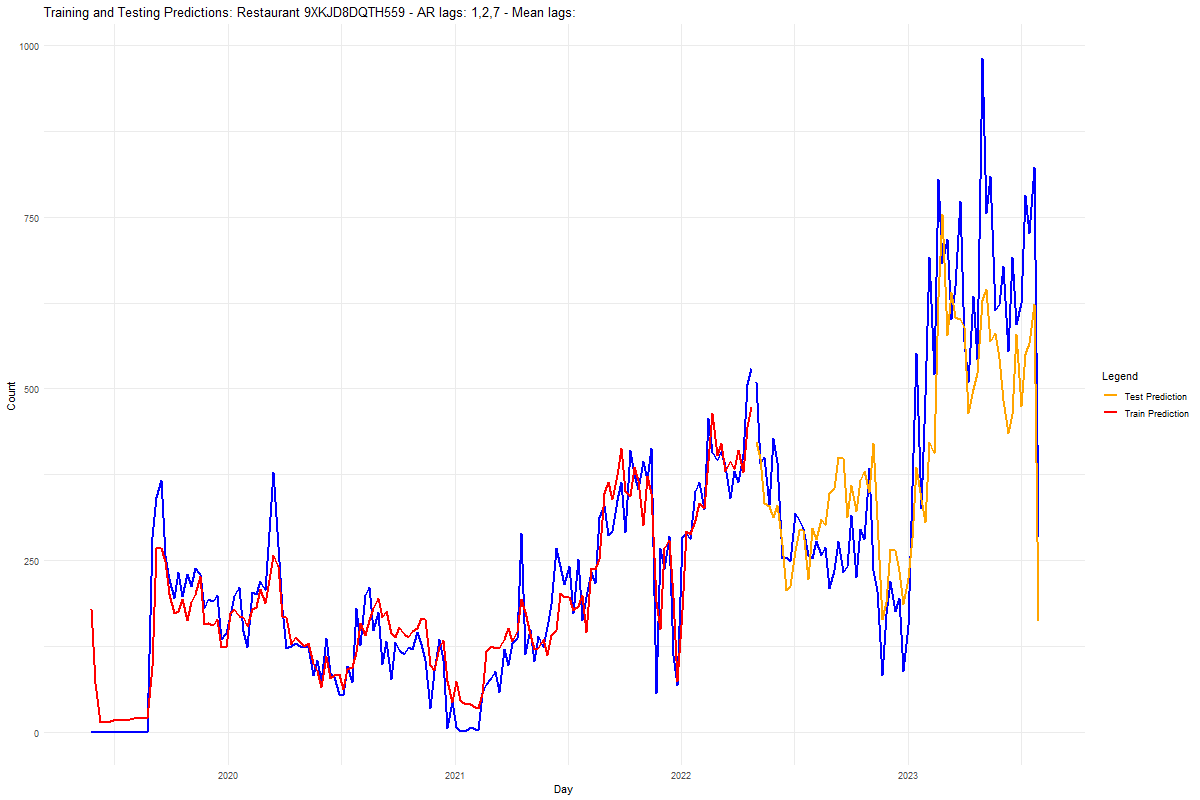 Training and Testing Predictions: Restaurant 9XKJD8DQTH559 - AR lags: 1,2,7 - Mean lags:
1000
750
500
250
0
Count
2020
2021
2022
2023
Day
Legend
Test Prediction
Train Prediction